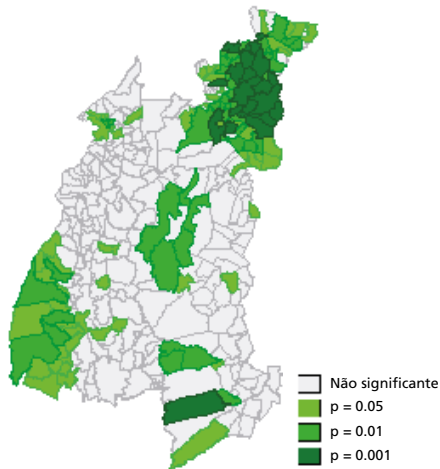 Não significante
p = 0.05
p = 0.01
p = 0.001